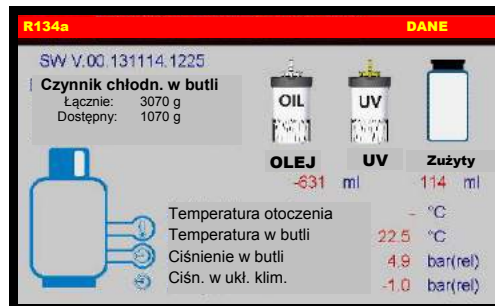 R134a DANE
SW V.00.131114.1225
Czynnik chłodn. w butli
Łącznie: 3070 g
Dostępny: 1070 g
OIL UV
OLEJ UV Zużyty
-631 ml 114 ml
Temperatura otoczenia - °C
Temperatura w butli 22.5 °C
Ciśnienie w butli 4.9 bar(rel)
Ciśn. w ukł. klim. -1.0 bar(rel)